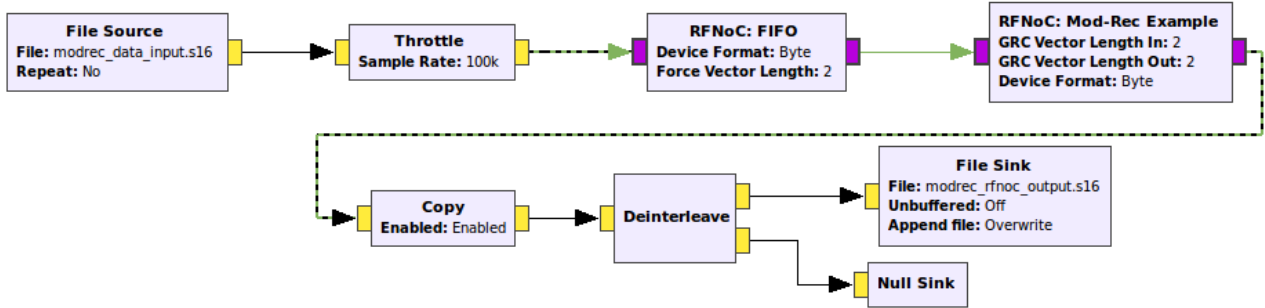 File Source
File: modrec_data_input.s16
Repeat: No
Throttle
Sample Rate: 100k
RFNoC: FIFO
Device Format: Byte
Force Vector Length: 2
RFNoC: Mod-Rec Example
GRC Vector Length In: 2
GRC Vector Length Out: 2
Device Format: Byte
Copy
Enabled: Enabled
Deinterleave
File Sink
File: modrec_rfnoc_output.s16
Unbuffered: Off
Append file: Overwrite
Null Sink